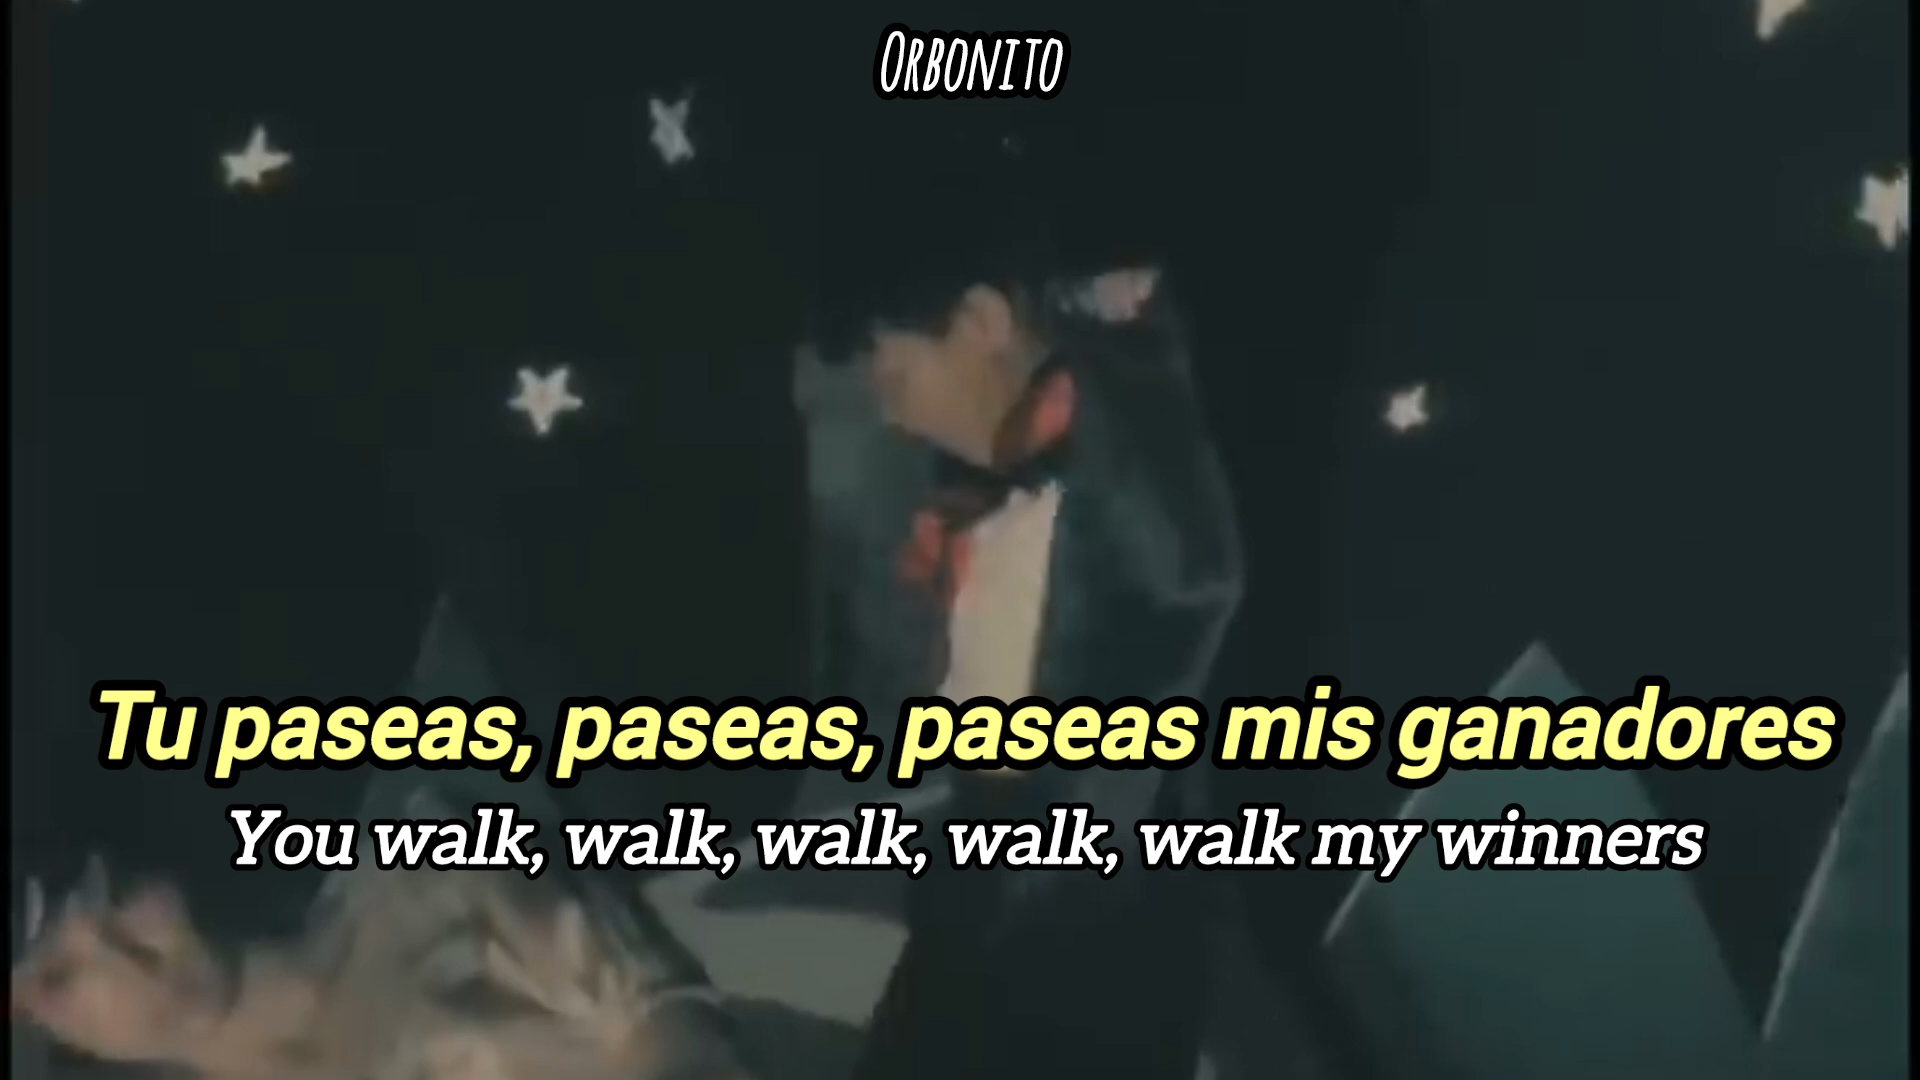 ORBONITO
Tu paseas, paseas, paseas mis ganadores
You walk, walk, walk, walk, walk my winners